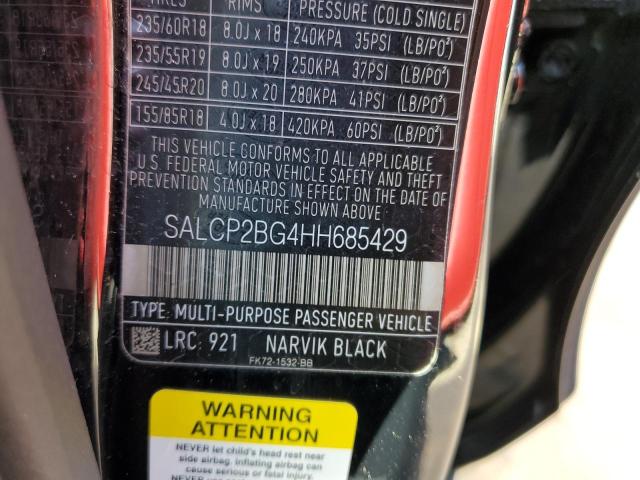 RIMS PRESSURE (COLD SINGLE)
235/60R18 8.0J x 18 240KPA 35PSI (LB/PO²)
235/55R19 8.0J x 19 250KPA 37PSI (LB/PO²)
245/45R20 8.0J x 20 280KPA 41PSI (LB/PO²)
155/85R18 4.0J x 18 420KPA 60PSI (LB/PO²)
THIS VEHICLE CONFORMS TO ALL APPLICABLE
U.S. FEDERAL MOTOR VEHICLE SAFETY AND THEFT
PREVENTION STANDARDS IN EFFECT ON THE DATE OF
MANUFACTURE SHOWN ABOVE.
SALCP2BG4HH685429
TYPE: MULTI-PURPOSE PASSENGER VEHICLE
LRC: 921 NARVIK BLACK
FK72-1532-BB
WARNING
ATTENTION
NEVER let child's head rest near
side airbag. Inflating airbag can
cause serious or fatal injury.